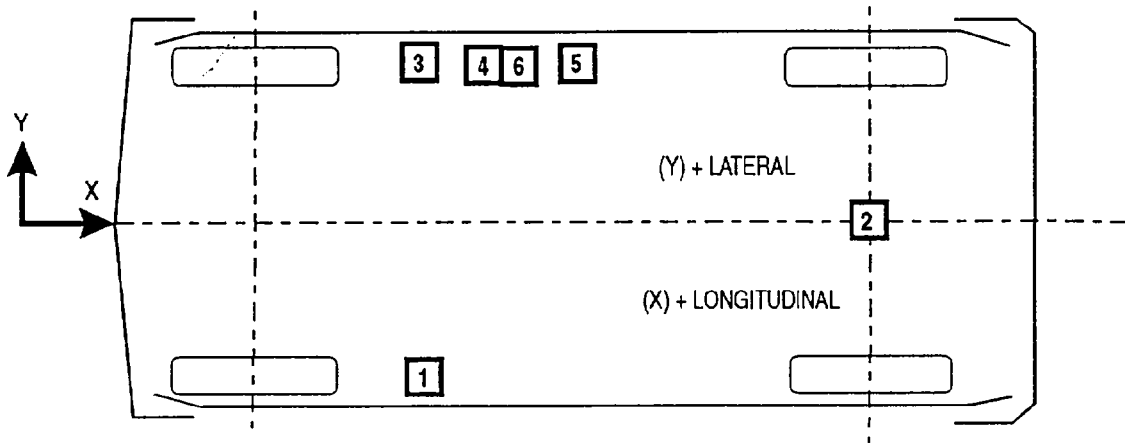 3 4 6 5
Y
(Y) + LATERAL
X
2
(X) + LONGITUDINAL
1